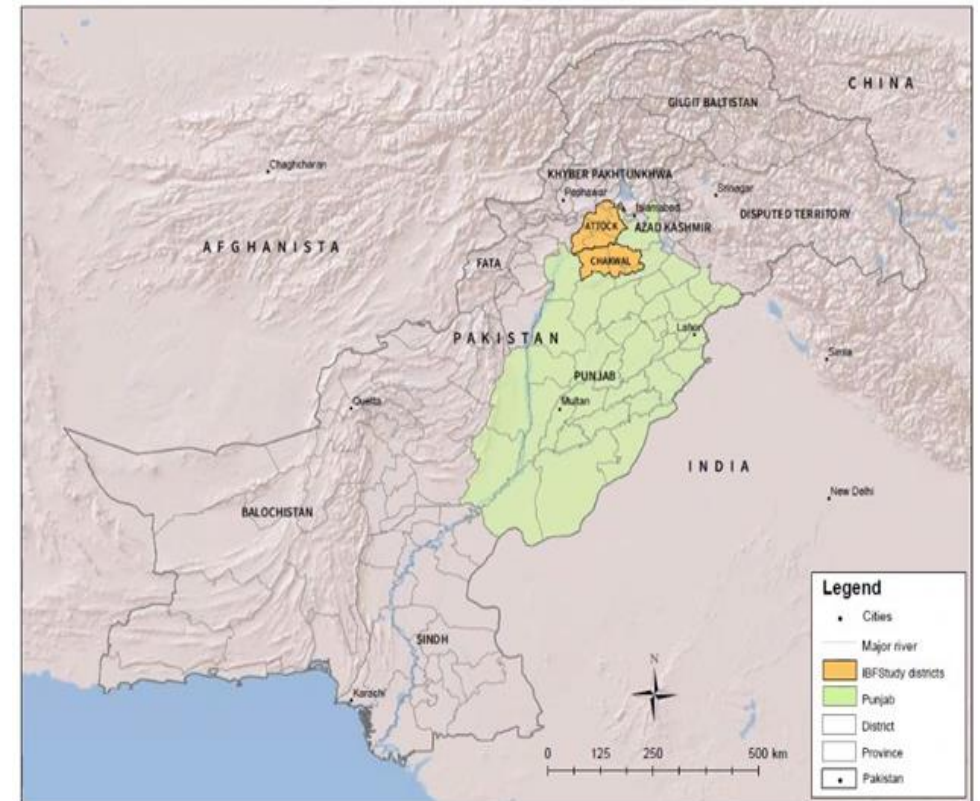 CHINA
GILGIT BALTISTAN
Chaghcharan
KHYBER PAKHTUNKHWA
Peshawar
Srinagar
Islamabad
DISPUTED TERRITORY
ATTOCK
AZAD KASHMIR
AFGHANISTA
CHAKWAL
FATA
Lahor
PAKISTAN
Simla
PUNJAB
Quetta
Multan
INDIA
New Delhi
BALOCHISTAN
SINDH
Karachi
N
0 125 250 500 km
Legend
Cities
Major river
IBFStudy districts
Punjab
District
Province
Pakistan